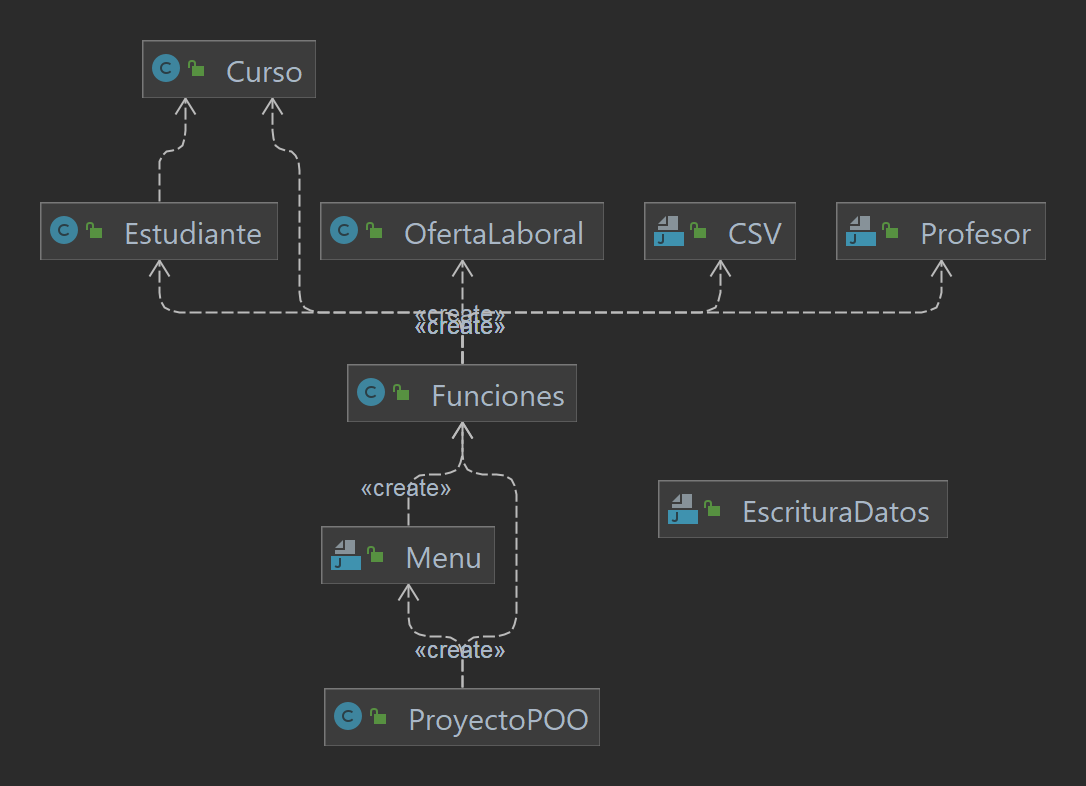 Curso
Estudiante
OfertaLaboral
CSV
Profesor
«create»
«create»
Funciones
«create»
EscrituraDatos
Menu
«create»
ProyectoPOO